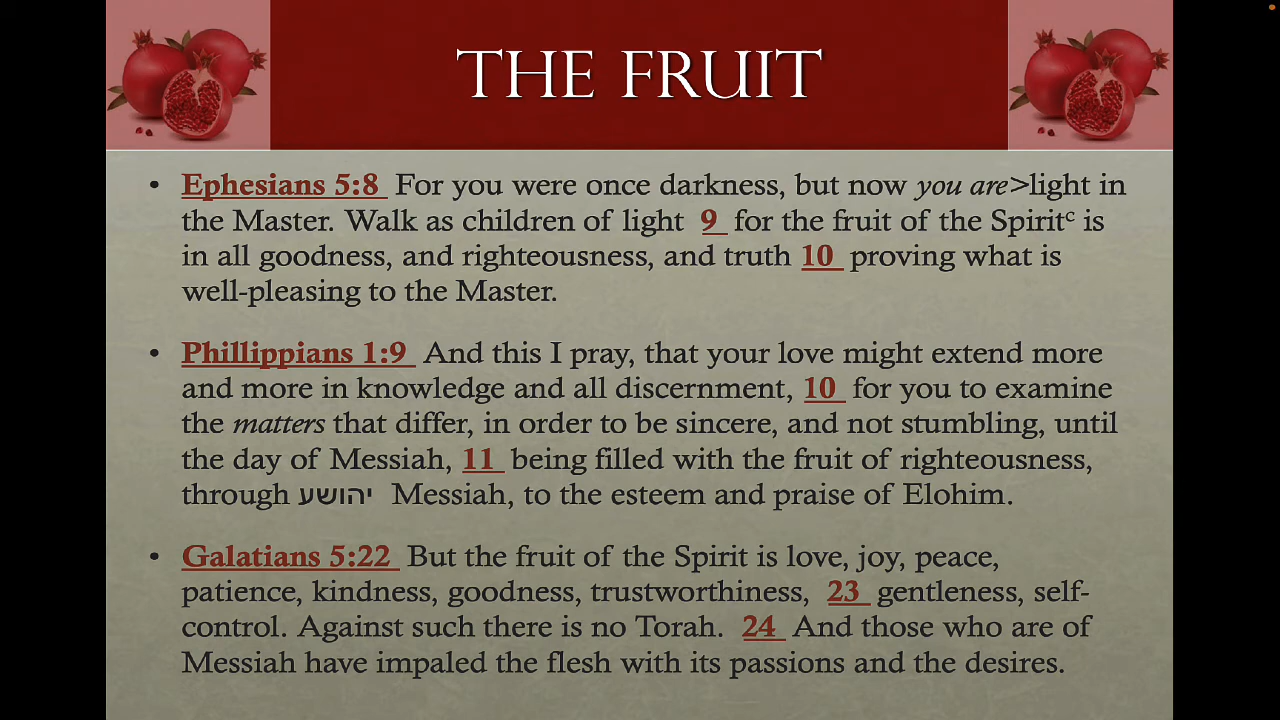 THE FRUIT
• Ephesians 5:8 For you were once darkness, but now you are>light in
the Master. Walk as children of light 9 for the fruit of the Spiritᶜ is
in all goodness, and righteousness, and truth 10 proving what is
well-pleasing to the Master.
• Phillippians 1:9 And this I pray, that your love might extend more
and more in knowledge and all discernment, 10 for you to examine
the matters that differ, in order to be sincere, and not stumbling, until
the day of Messiah, 11 being filled with the fruit of righteousness,
through יהושע Messiah, to the esteem and praise of Elohim.
• Galatians 5:22 But the fruit of the Spirit is love, joy, peace,
patience, kindness, goodness, trustworthiness, 23 gentleness, self-
control. Against such there is no Torah. 24 And those who are of
Messiah have impaled the flesh with its passions and the desires.